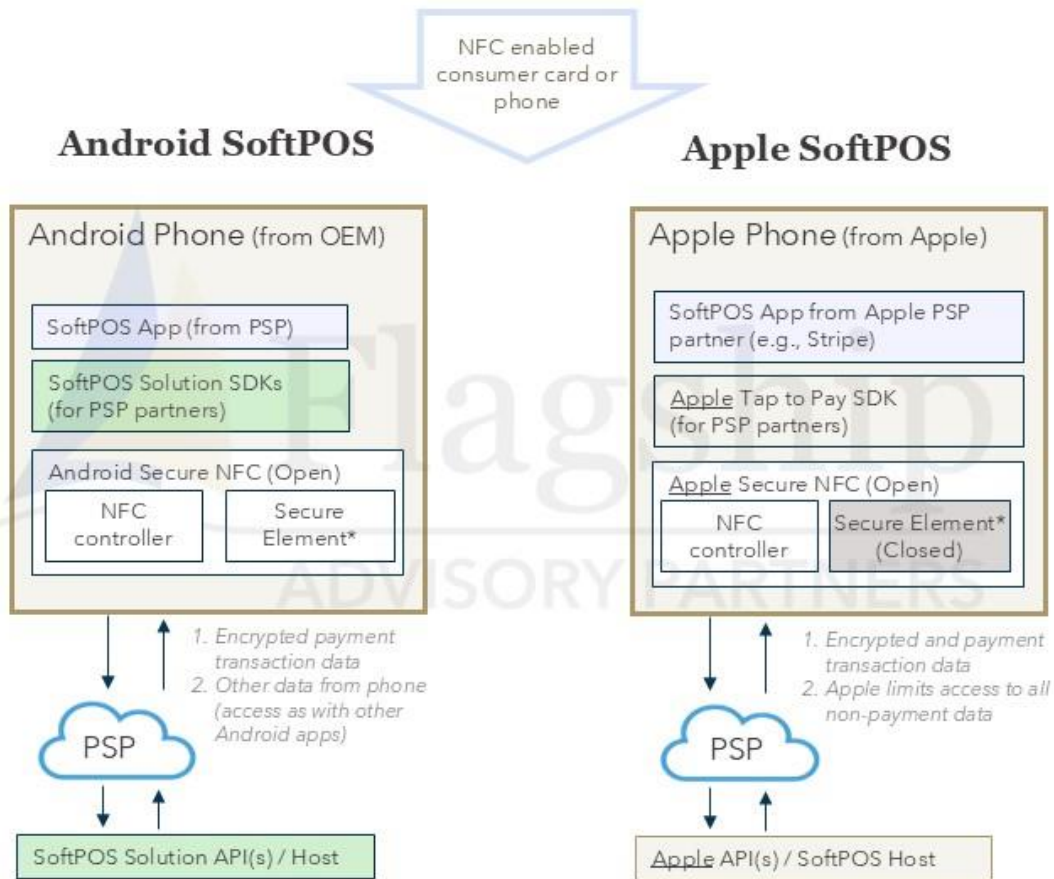 NFC enabled
consumer card or
phone
Android SoftPOS
Android Phone (from OEM)
SoftPOS App (from PSP)
SoftPOS Solution SDKs
(for PSP partners)
Android Secure NFC (Open)
NFC
controller
Secure
Element*
1. Encrypted payment
transaction data
2. Other data from phone
(access as with other
Android apps)
PSP
SoftPOS Solution API(s) / Host
Apple SoftPOS
Apple Phone (from Apple)
SoftPOS App from Apple PSP
partner (e.g., Stripe)
Apple Tap to Pay SDK
(for PSP partners)
Apple Secure NFC (Open)
NFC
controller
Secure Element*
(Closed)
1. Encrypted and payment
transaction data
2. Apple limits access to all
non-payment data
PSP
Apple API(s) / SoftPOS Host
Flagship
ADVISORY PARTNERS